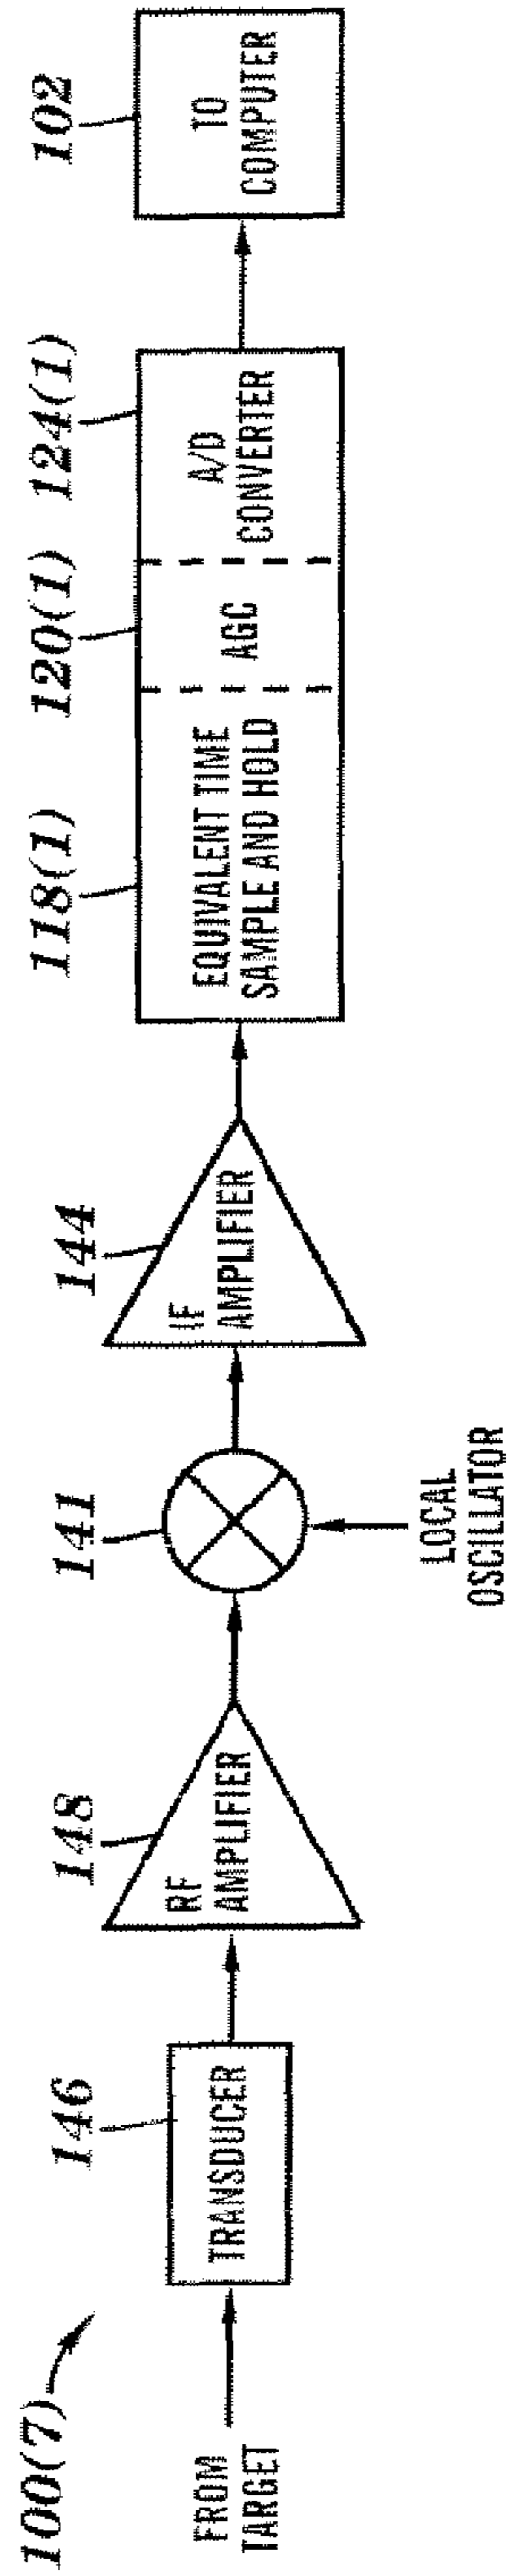 100(7)
146
148
141
144
118(1)
120(1)
124(1)
102
FROM
TARGET
TRANSDUCER
RF
AMPLIFIER
LOCAL
OSCILLATOR
IF
AMPLIFIER
EQUIVALENT TIME
SAMPLE AND HOLD
AGC
A/D
CONVERTER
TO
COMPUTER